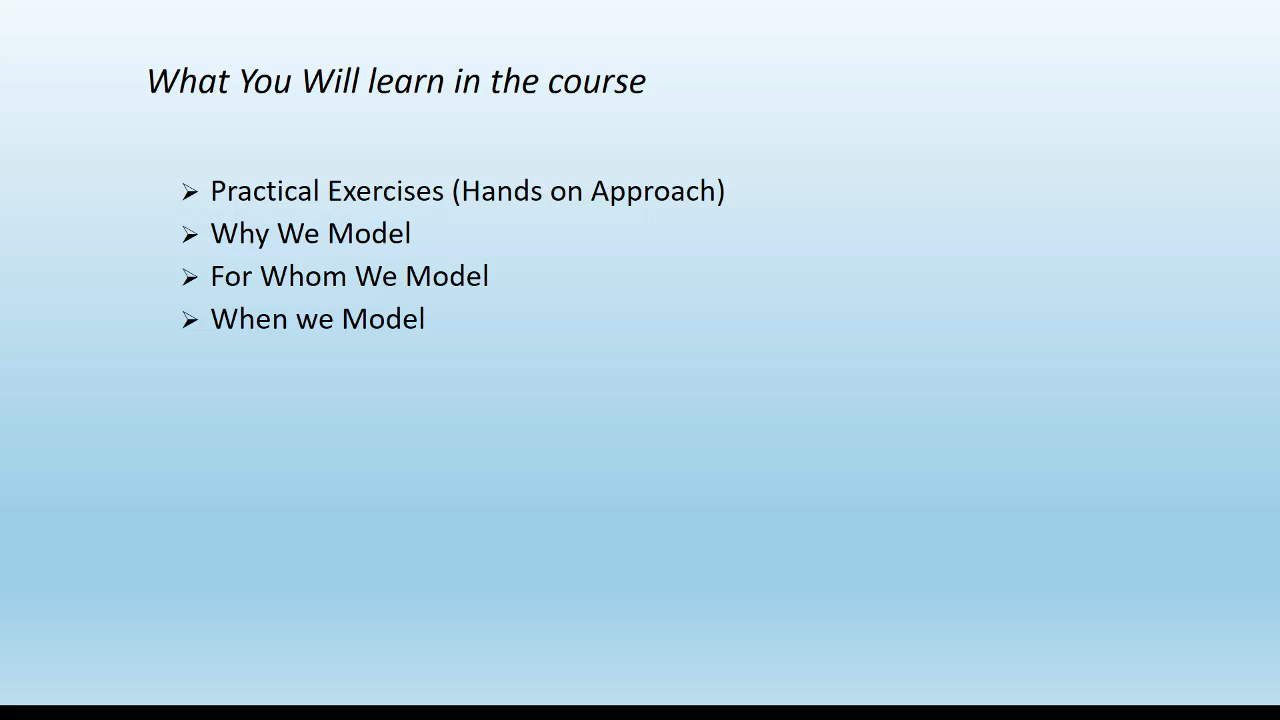 What You Will learn in the course
➢ Practical Exercises (Hands on Approach)
➢ Why We Model
➢ For Whom We Model
➢ When we Model